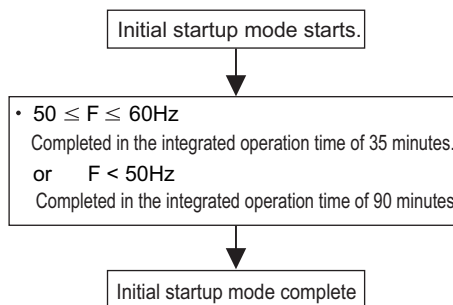 Initial startup mode starts.
・ 50 ≤ F ≤ 60Hz
Completed in the integrated operation time of 35 minutes.
or F < 50Hz
Completed in the integrated operation time of 90 minutes
Initial startup mode complete